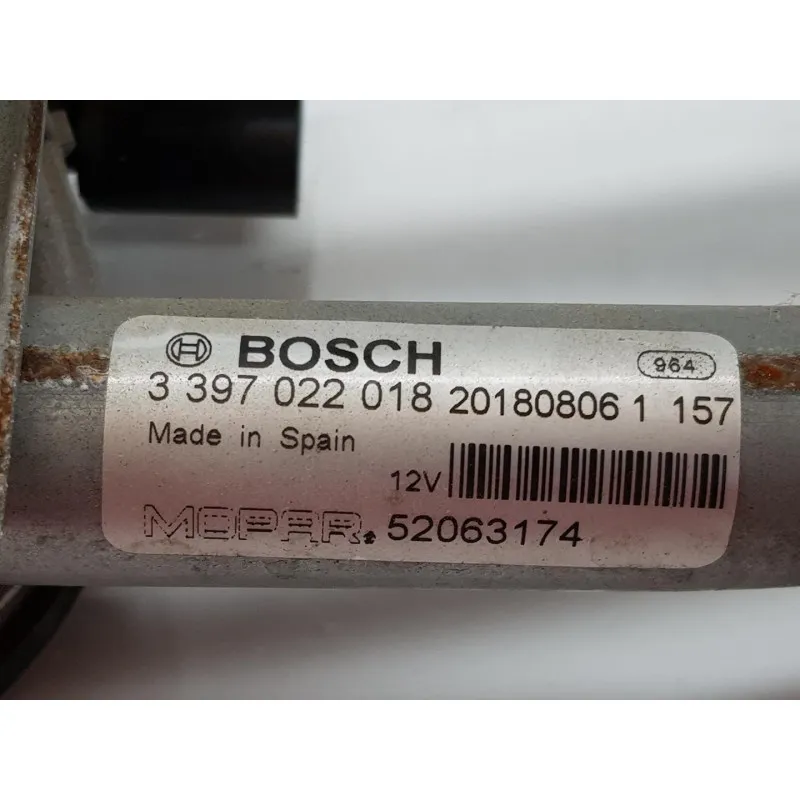 BOSCH
964
3 397 022 018 20180806 1 157
Made in Spain
12V
MOPAR. 52063174